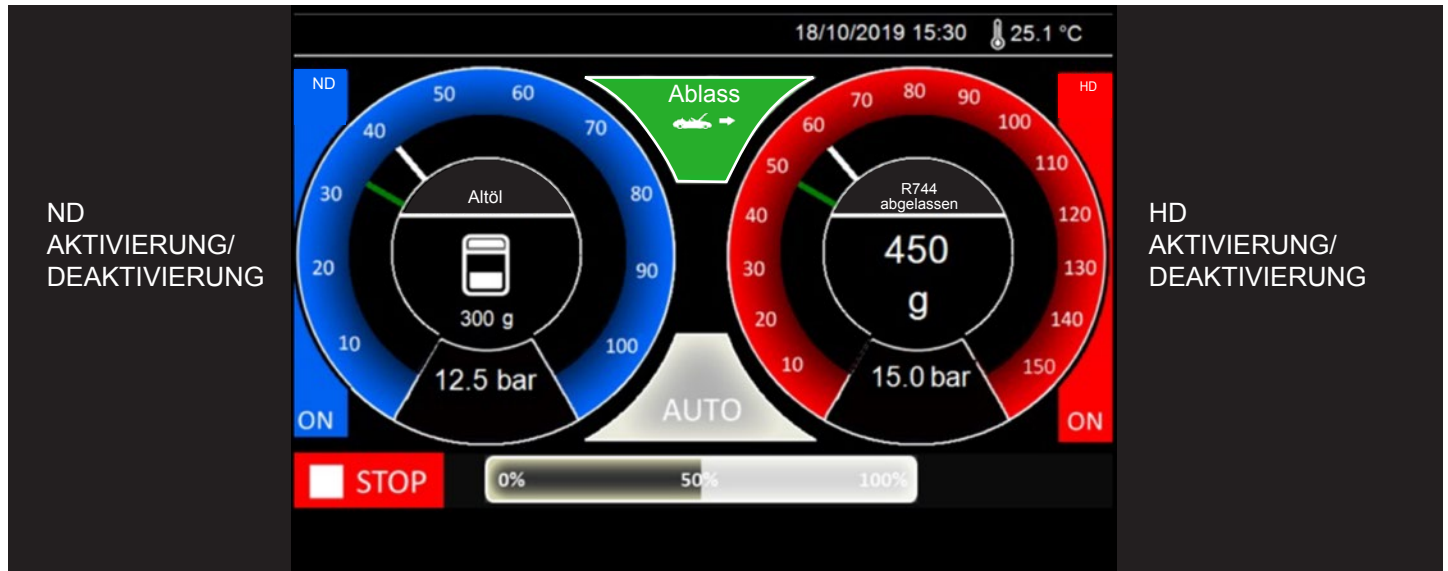 18/10/2019 15:30 25.1 °C
ND
AKTIVIERUNG/
DEAKTIVIERUNG
ND
10 20 30 40 50 60 70 80 90 100
Altöl
300 g
12.5 bar
ON
Ablass
AUTO
10 20 30 40 50 60 70 80 90 100 110 120 130 140 150
R744
abgelassen
450
g
15.0 bar
HD
ON
HD
AKTIVIERUNG/
DEAKTIVIERUNG
STOP
0% 50% 100%